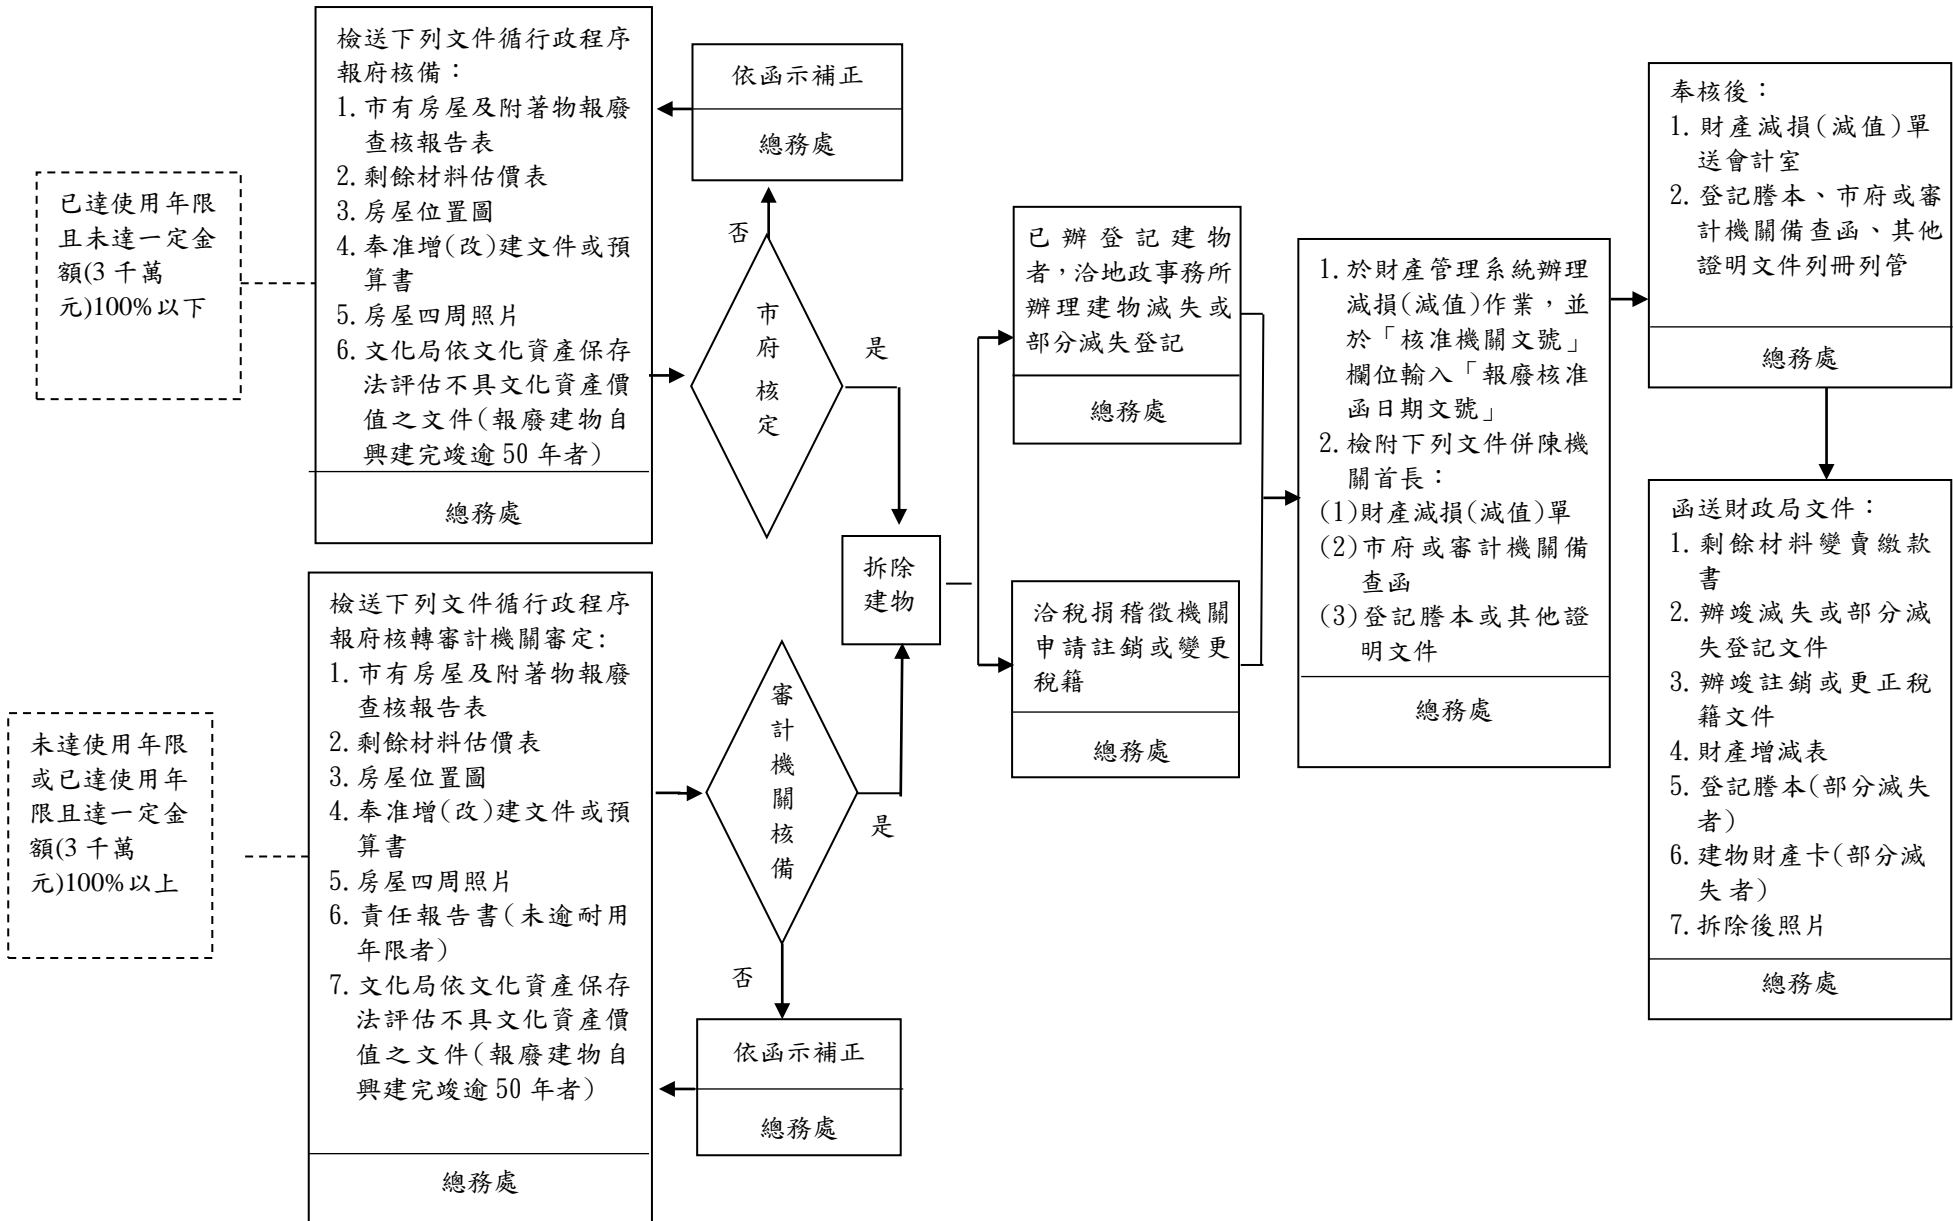 已達使用年限
且未達一定金
額(3 千萬
元)100%以下
檢送下列文件循行政程序
報府核備：
1. 市有房屋及附著物報廢
查核報告表
2. 剩餘材料估價表
3. 房屋位置圖
4. 奉准增(改)建文件或預
算書
5. 房屋四周照片
6. 文化局依文化資產保存
法評估不具文化資產價
值之文件(報廢建物自
興建完竣逾 50 年者)
總務處
依函示補正
總務處
否
市
府
核
定
是
未達使用年限
或已達使用年
限且達一定金
額(3 千萬
元)100%以上
檢送下列文件循行政程序
報府核轉審計機關審定:
1. 市有房屋及附著物報廢
查核報告表
2. 剩餘材料估價表
3. 房屋位置圖
4. 奉准增(改)建文件或預
算書
5. 房屋四周照片
6. 責任報告書(未逾耐用
年限者)
7. 文化局依文化資產保存
法評估不具文化資產價
值之文件(報廢建物自
興建完竣逾 50 年者)
總務處
審
計
機
關
核
備
是
否
依函示補正
總務處
拆除
建物
已辦登記建物
者，洽地政事務所
辦理建物滅失或
部分滅失登記
總務處
洽稅捐稽徵機關
申請註銷或變更
稅籍
總務處
1. 於財產管理系統辦理
減損(減值)作業，並
於「核准機關文號」
欄位輸入「報廢核准
函日期文號」
2. 檢附下列文件併陳機
關首長：
(1)財產減損(減值)單
(2)市府或審計機關備
查函
(3)登記謄本或其他證
明文件
總務處
奉核後：
1. 財產減損(減值)單
送會計室
2. 登記謄本、市府或審
計機關備查函、其他
證明文件列冊列管
總務處
函送財政局文件：
1. 剩餘材料變賣繳款
書
2. 辦竣滅失或部分滅
失登記文件
3. 辦竣註銷或更正稅
籍文件
4. 財產增減表
5. 登記謄本(部分滅失
者)
6. 建物財產卡(部分滅
失者)
7. 拆除後照片
總務處